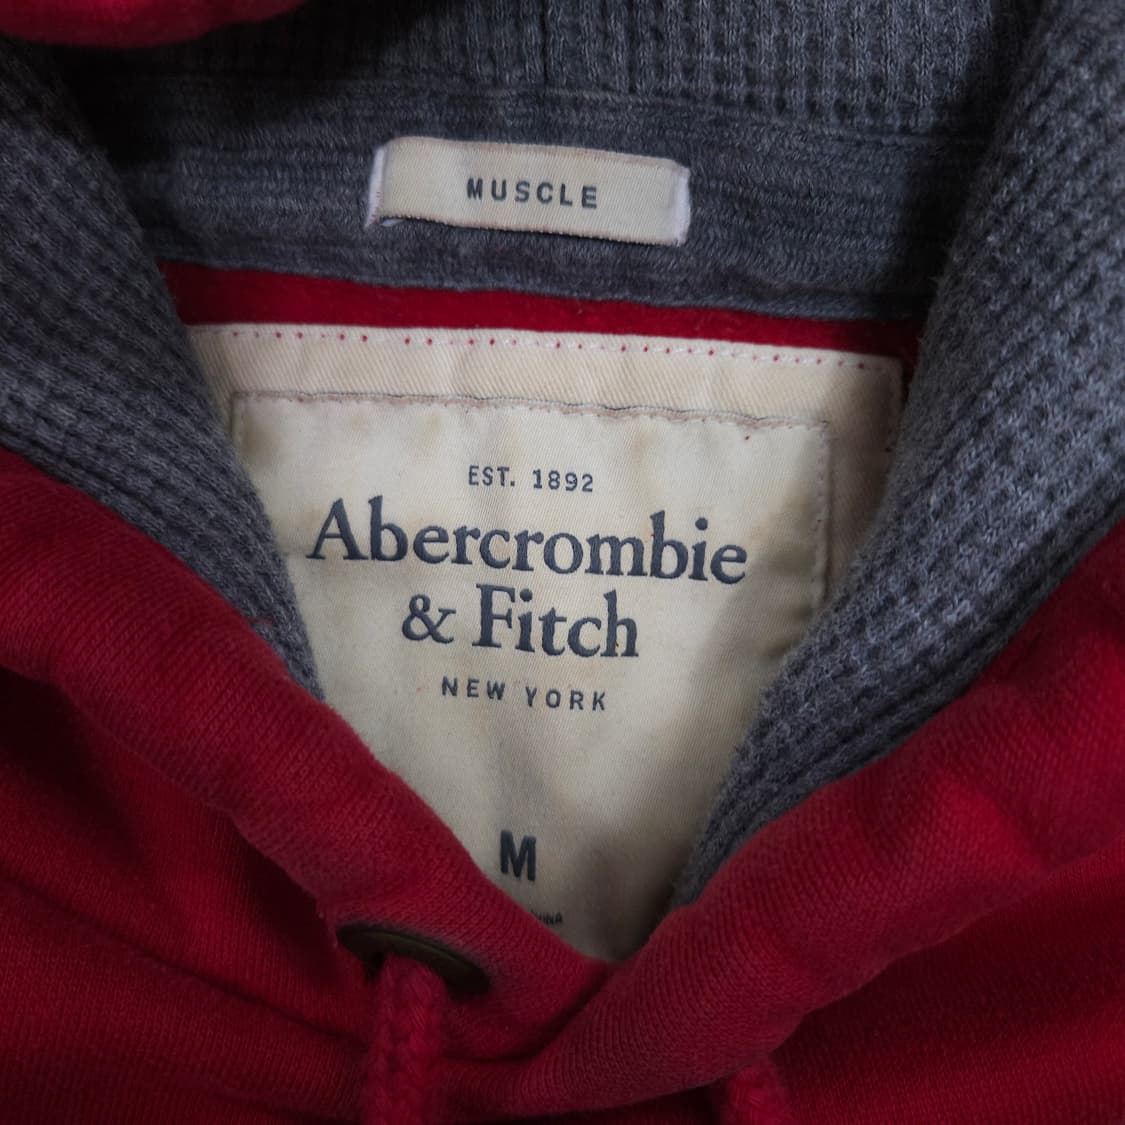 MUSCLE
EST. 1892
Abercrombie
& Fitch
NEW YORK
M